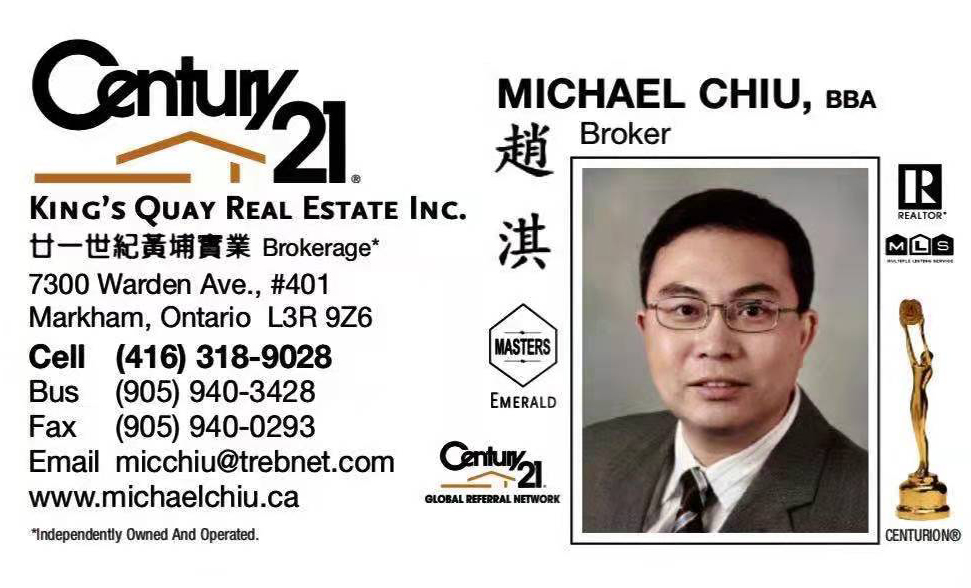 Century 21®
KING'S QUAY REAL ESTATE INC.
廿一世紀黃埔實業 Brokerage*
7300 Warden Ave., #401
Markham, Ontario L3R 9Z6
Cell (416) 318-9028
Bus (905) 940-3428
Fax (905) 940-0293
Email micchiu@trebnet.com
www.michaelchiu.ca
*Independently Owned And Operated.
MICHAEL CHIU, BBA
Broker
趙淇
MASTERS
EMERALD
Century 21®
GLOBAL REFERRAL NETWORK
R
REALTOR®
MLS
MULTIPLE LISTING SERVICE
CENTURION®